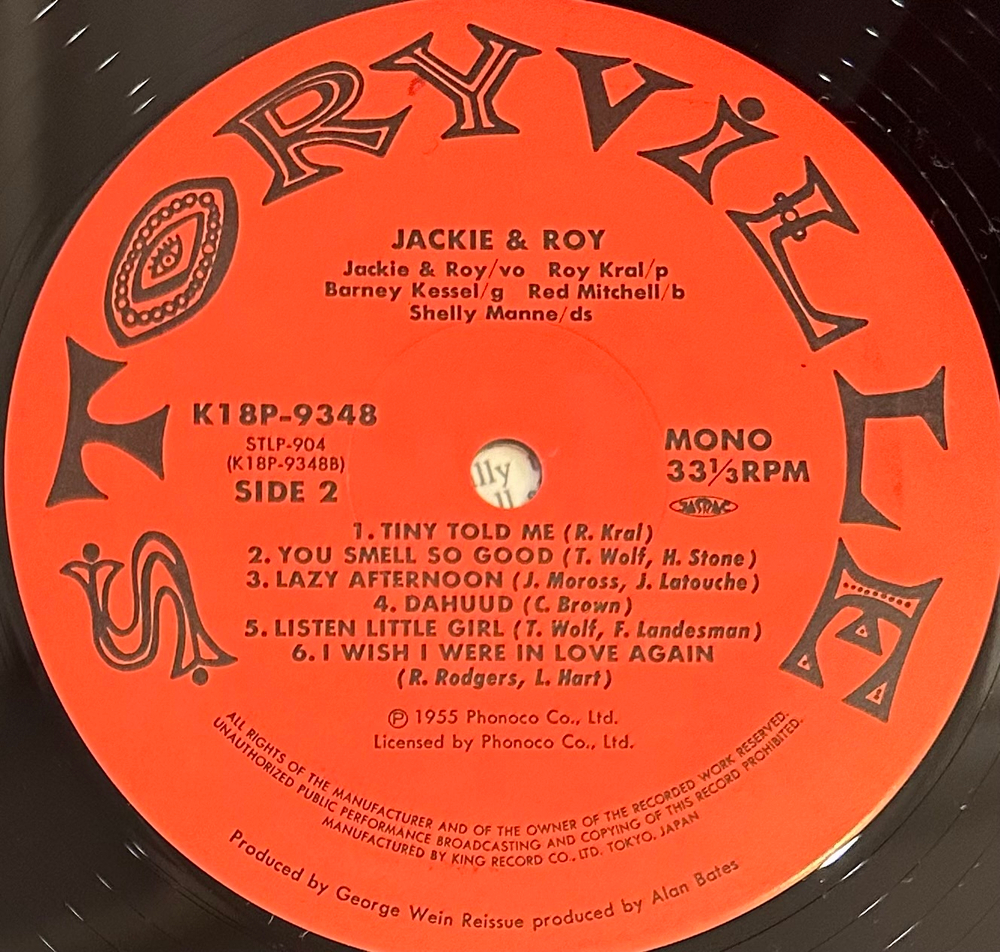 STORYVILLE
JACKIE & ROY
Jackie & Roy/vo Roy Kral/p
Barney Kessel/g Red Mitchell/b
Shelly Manne/ds
K18P-9348
STLP-904
(K18P-9348B)
SIDE 2
MONO
33⅓RPM
JASRAC
lly
1. TINY TOLD ME (R. Kral)
2. YOU SMELL SO GOOD (T. Wolf, H. Stone)
3. LAZY AFTERNOON (J. Moross, J. Latouche)
4. DAHUUD (C. Brown)
5. LISTEN LITTLE GIRL (T. Wolf, F. Landesman)
6. I WISH I WERE IN LOVE AGAIN
(R. Rodgers, L. Hart)
Ⓟ 1955 Phonoco Co., Ltd.
Licensed by Phonoco Co., Ltd.
ALL RIGHTS OF THE MANUFACTURER AND OF THE OWNER OF THE RECORDED WORK RESERVED.
UNAUTHORIZED PUBLIC PERFORMANCE BROADCASTING AND COPYING OF THIS RECORD PROHIBITED.
MANUFACTURED BY KING RECORD CO., LTD. TOKYO, JAPAN
Produced by George Wein Reissue produced by Alan Bates